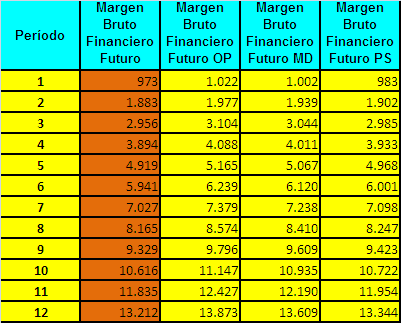 Periodo Margen Bruto Financiero Futuro Margen Bruto Financiero Futuro OP Margen Bruto Financiero Futuro MD Margen Bruto Financiero Futuro PS
1 973 1.022 1.002 983
2 1.883 1.977 1.939 1.902
3 2.956 3.104 3.044 2.985
4 3.894 4.088 4.011 3.933
5 4.919 5.165 5.067 4.968
6 5.941 6.239 6.120 6.001
7 7.027 7.379 7.238 7.098
8 8.165 8.574 8.410 8.247
9 9.329 9.796 9.609 9.423
10 10.616 11.147 10.935 10.722
11 11.835 12.427 12.190 11.954
12 13.212 13.873 13.609 13.344